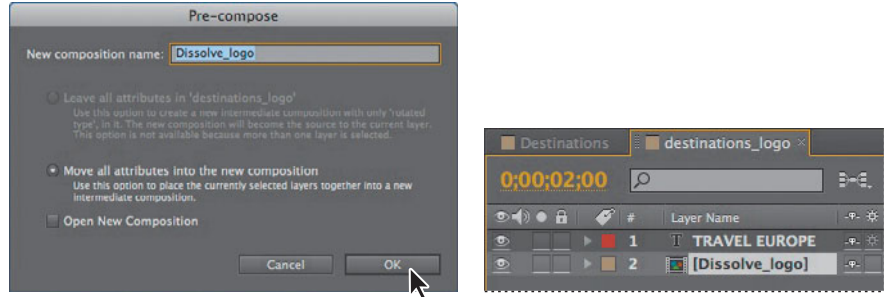 Pre-compose
New composition name: Dissolve_logo
Leave all attributes in 'destinations_logo'
Use this option to create a new intermediate composition with only 'rotated
type', in it. The new composition will become the source to the current layer.
This option is not available because more than one layer is selected.
Move all attributes into the new composition
Use this option to place the currently selected layers together into a new
intermediate composition.
Open New Composition
Cancel OK
Destinations destinations_logo ×
0;00;02;00
# Layer Name
1 T TRAVEL EUROPE
2 [Dissolve_logo]